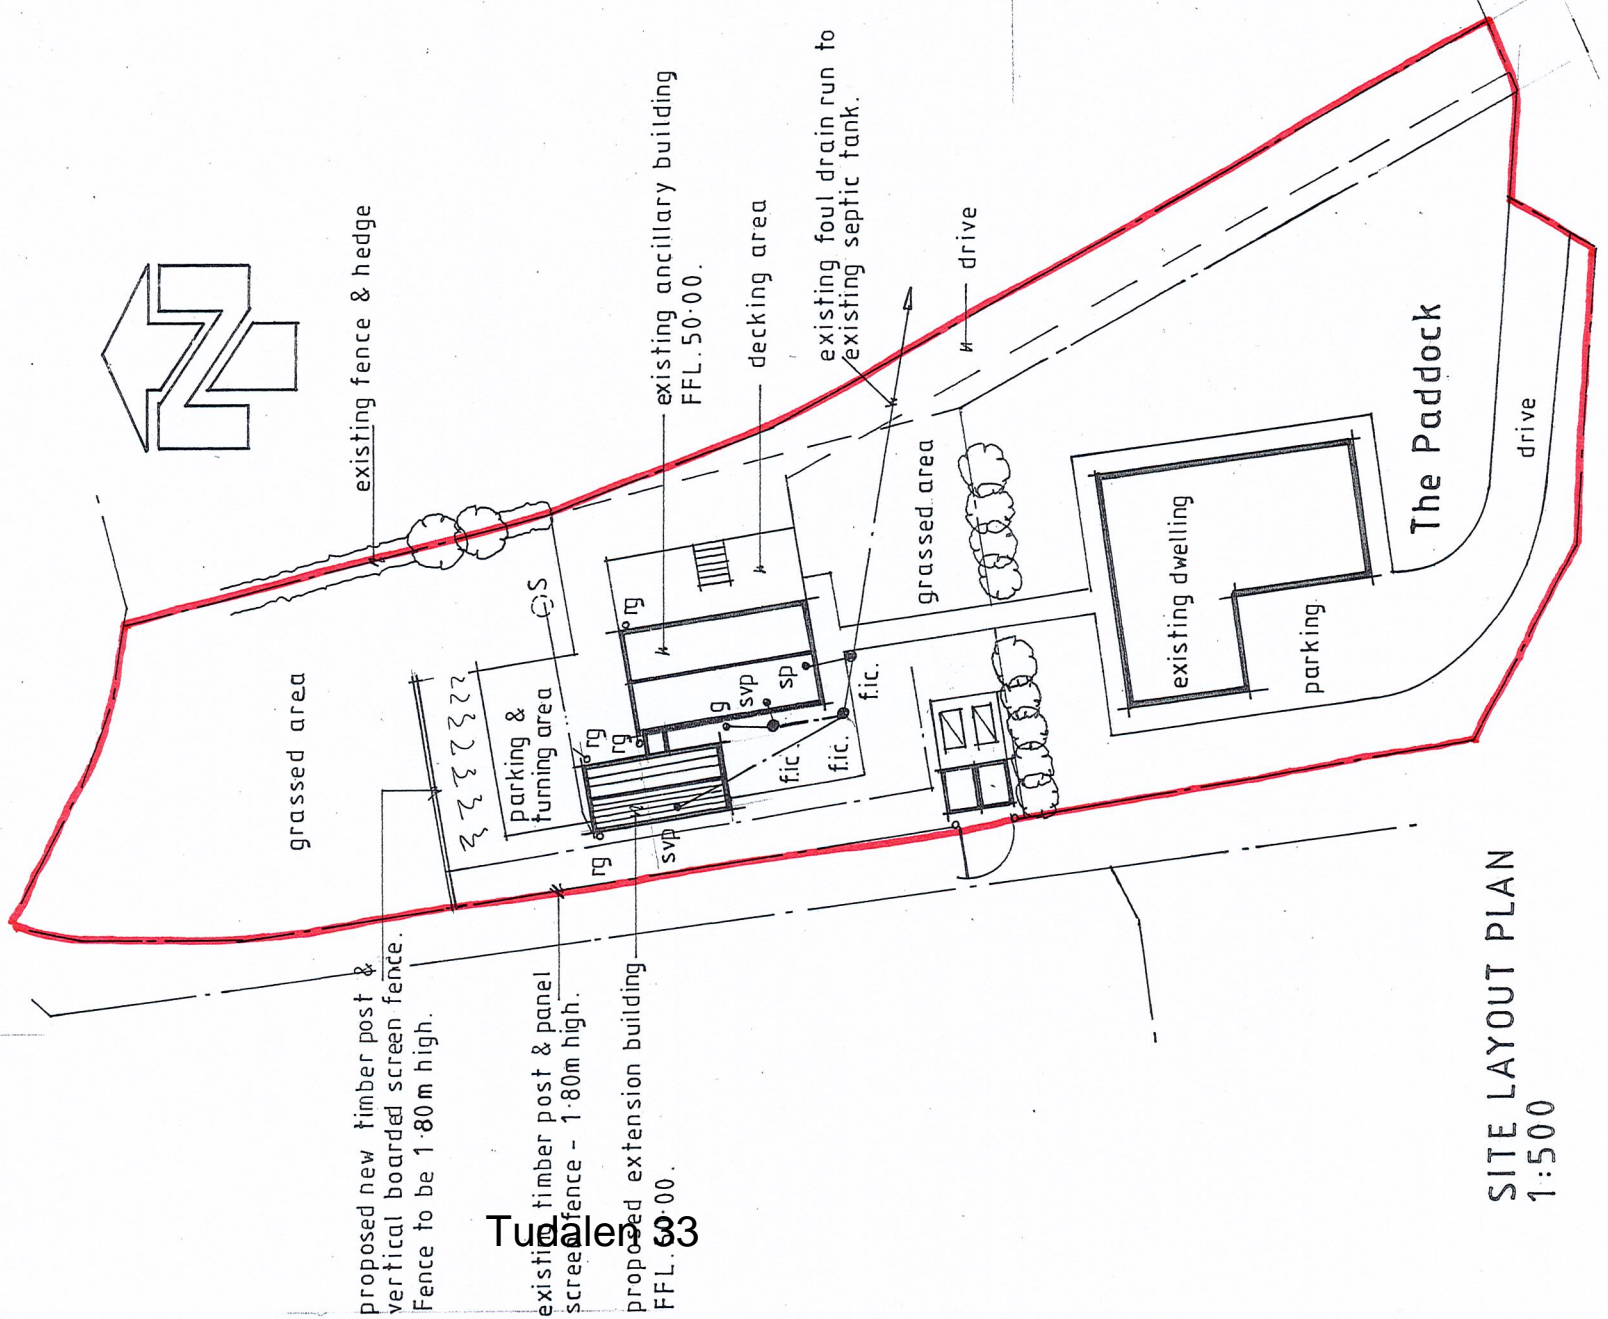 existing fence & hedge
existing ancillary building
FFL. 50·00.
decking area
existing foul drain run to
existing septic tank.
drive
grassed area
parking &
turning area
S
rg
rg
rg
rg
g
svp
sp
svp
f.ic.
f.ic.
f.ic.
grassed area
existing dwelling
parking
The Paddock
drive
proposed new timber post &
vertical boarded screen fence.
Fence to be 1·80m high.
existing timber post & panel
screen fence - 1·80m high.
proposed extension building
FFL. 00.
Tudalen 33
SITE LAYOUT PLAN
1:500